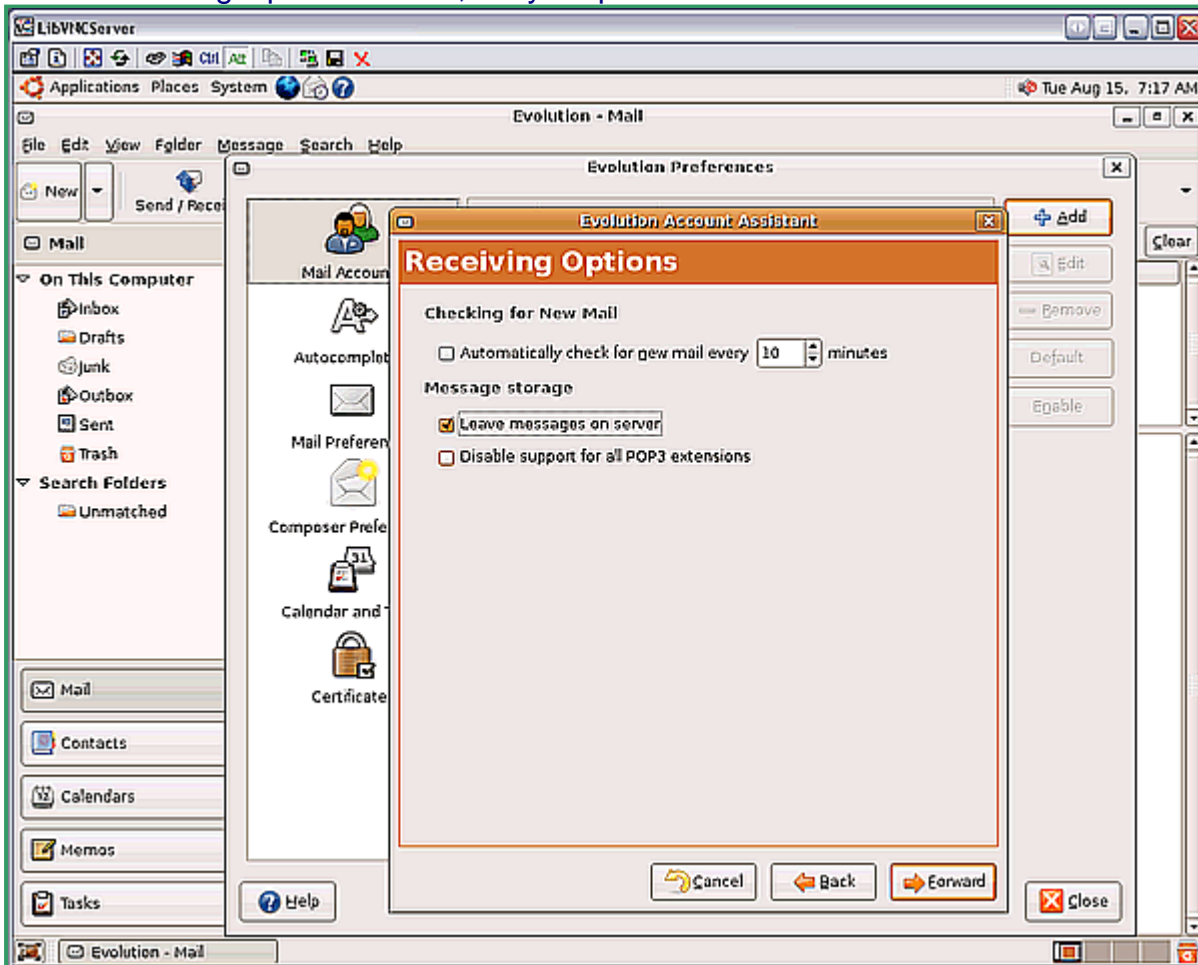 LibVNCServer
Ctrl Alt
Applications Places System
Tue Aug 15, 7:17 AM
Evolution - Mail
File Edit View Folder Message Search Help
Evolution Preferences
New
Send / Recei
Evolution Account Assistant
Add
Mail
Clear
Mail Accoun
Receiving Options
Edit
On This Computer
Inbox
Checking for New Mail
Remove
Drafts
Automatically check for new mail every 10 minutes
Autocomplet
Default
Junk
Message storage
Outbox
Enable
Sent
Leave messages on server
Mail Preferen
Trash
Disable support for all POP3 extensions
Search Folders
Unmatched
Composer Prefe
31
Calendar and T
Mail
Certificate
Contacts
12
Calendars
Memos
Cancel
Back
Forward
Tasks
Help
Close
Evolution - Mail